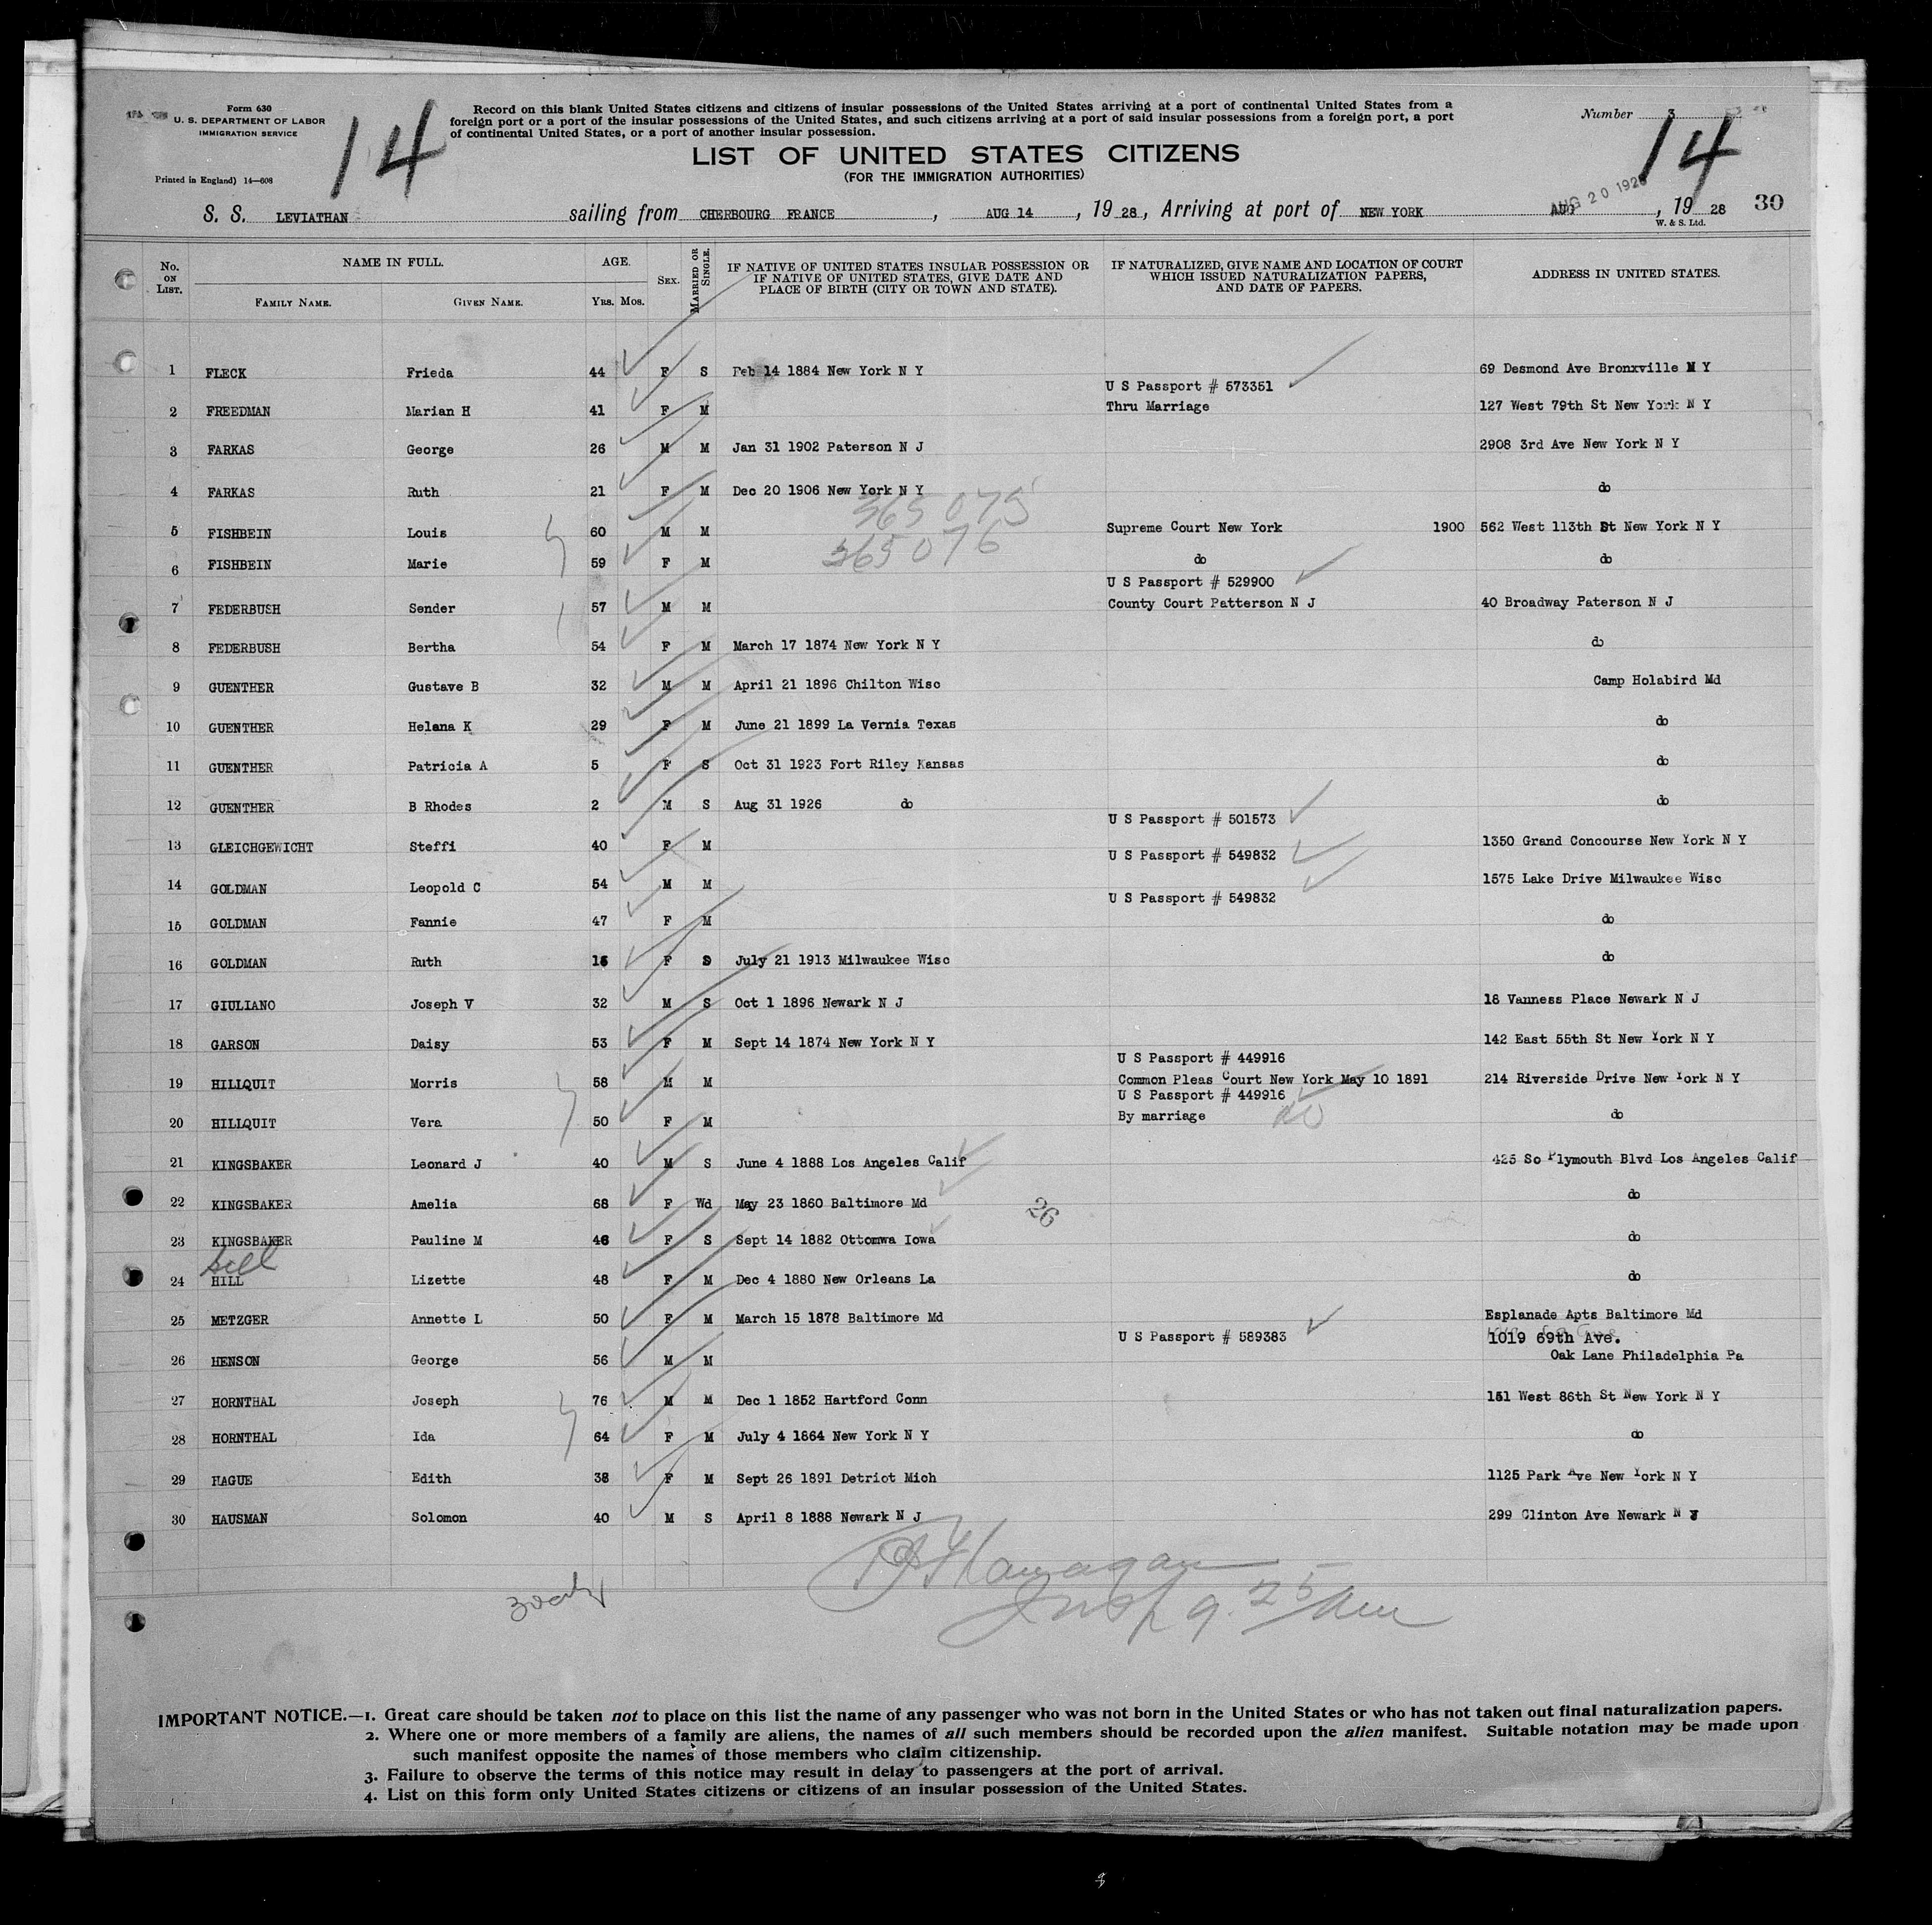 Form 630
U. S. DEPARTMENT OF LABOR
IMMIGRATION SERVICE
Printed in England) 14—608
14
Record on this blank United States citizens and citizens of insular possessions of the United States arriving at a port of continental United States from a
foreign port or a port of the insular possessions of the United States, and such citizens arriving at a port of said insular possessions from a foreign port, a port
of continental United States, or a port of another insular possession.
Number 3
14
LIST OF UNITED STATES CITIZENS
(FOR THE IMMIGRATION AUTHORITIES)
S. S. LEVIATHAN sailing from CHERBOURG FRANCE , AUG 14 , 19 28, Arriving at port of NEW YORK AUG 20 1928 , 19 28 30
W. & S. Ltd.
No. ON LIST. NAME IN FULL. FAMILY NAME. GIVEN NAME. AGE. YRS. MOS. SEX. MARRIED OR SINGLE. IF NATIVE OF UNITED STATES INSULAR POSSESSION OR IF NATIVE OF UNITED STATES, GIVE DATE AND PLACE OF BIRTH (CITY OR TOWN AND STATE). IF NATURALIZED, GIVE NAME AND LOCATION OF COURT WHICH ISSUED NATURALIZATION PAPERS, AND DATE OF PAPERS. ADDRESS IN UNITED STATES.
1 FLECK Frieda 44 F S Feb 14 1884 New York N Y 69 Desmond Ave Bronxville N Y
U S Passport # 573351
2 FREEDMAN Marian H 41 F M Thru Marriage 127 West 79th St New York N Y
3 FARKAS George 26 M M Jan 31 1902 Paterson N J 2908 3rd Ave New York N Y
4 FARKAS Ruth 21 F M Dec 20 1906 New York N Y do
365075
5 FISHBEIN Louis 60 M M Supreme Court New York 1900 562 West 113th St New York N Y
365076
6 FISHBEIN Marie 59 F M do do
U S Passport # 529900
7 FEDERBUSH Sender 57 M M County Court Patterson N J 40 Broadway Paterson N J
8 FEDERBUSH Bertha 54 F M March 17 1874 New York N Y do
9 GUENTHER Gustave B 32 M M April 21 1896 Chilton Wisc Camp Holabird Md
10 GUENTHER Helana K 29 F M June 21 1899 La Vernia Texas do
11 GUENTHER Patricia A 5 F S Oct 31 1923 Fort Riley Kansas do
12 GUENTHER B Rhodes 2 M S Aug 31 1926 do do
U S Passport # 501573
13 GLEICHGEWICHT Steffi 40 F M 1350 Grand Concourse New York N Y
U S Passport # 549832
14 GOLDMAN Leopold C 54 M M 1575 Lake Drive Milwaukee Wisc
U S Passport # 549832
15 GOLDMAN Fannie 47 F M do
16 GOLDMAN Ruth 15 F S July 21 1913 Milwaukee Wisc do
17 GIULIANO Joseph V 32 M S Oct 1 1896 Newark N J 18 Vanness Place Newark N J
18 GARSON Daisy 53 F M Sept 14 1874 New York N Y 142 East 55th St New York N Y
U S Passport # 449916
19 HILLQUIT Morris 58 M M Common Pleas Court New York May 10 1891 214 Riverside Drive New York N Y
U S Passport # 449916
20 HILLQUIT Vera 50 F M By marriage do do
21 KINGSBAKER Leonard J 40 M S June 4 1888 Los Angeles Calif 425 So Plymouth Blvd Los Angeles Calif
22 KINGSBAKER Amelia 68 F Wd May 23 1860 Baltimore Md do
26
23 KINGSBAKER Pauline M 46 F S Sept 14 1882 Ottomwa Iowa do
24 HILL Lizette 48 F M Dec 4 1880 New Orleans La do
25 METZGER Annette L 50 F M March 15 1878 Baltimore Md Esplanade Apts Baltimore Md
U S Passport # 589383 1019 69th Ave.
26 HENSON George 56 M M Oak Lane Philadelphia Pa
27 HORNTHAL Joseph 76 M M Dec 1 1852 Hartford Conn 151 West 86th St New York N Y
28 HORNTHAL Ida 64 F M July 4 1864 New York N Y do
29 HAGUE Edith 38 F M Sept 26 1891 Detriot Mich 1125 Park Ave New York N Y
30 HAUSMAN Solomon 40 M S April 8 1888 Newark N J 299 Clinton Ave Newark N J
Flanagan
Insp 9.25 Am
IMPORTANT NOTICE.—1. Great care should be taken not to place on this list the name of any passenger who was not born in the United States or who has not taken out final naturalization papers.
2. Where one or more members of a family are aliens, the names of all such members should be recorded upon the alien manifest. Suitable notation may be made upon
such manifest opposite the names of those members who claim citizenship.
3. Failure to observe the terms of this notice may result in delay to passengers at the port of arrival.
4. List on this form only United States citizens or citizens of an insular possession of the United States.